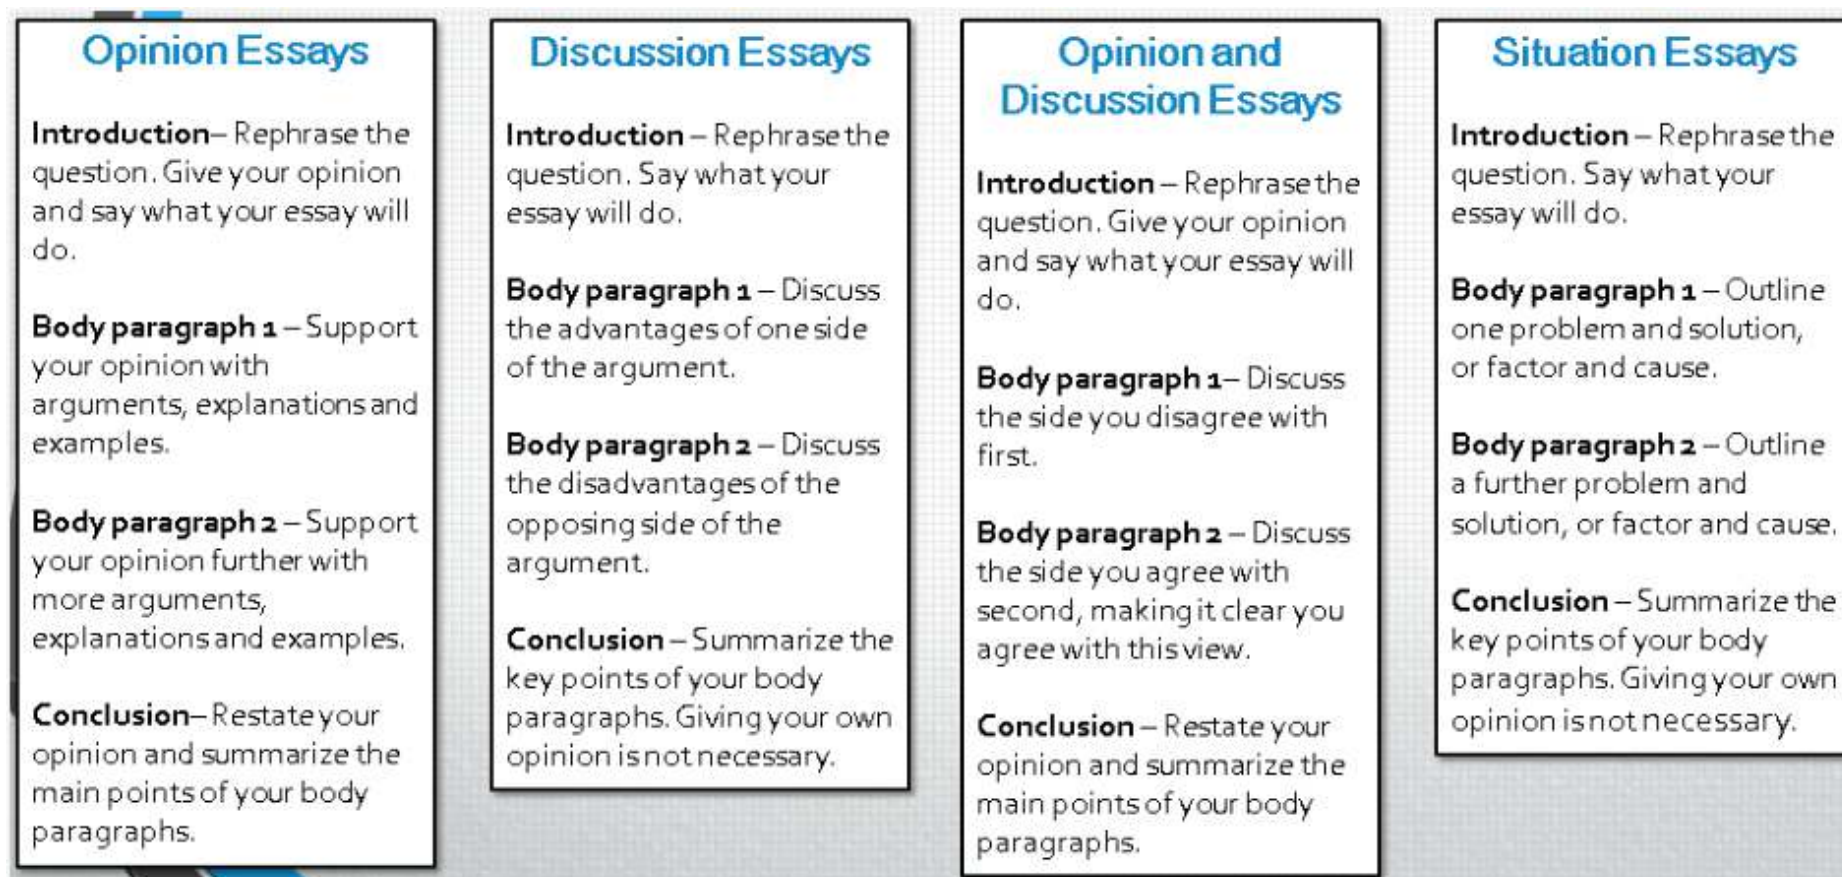 Opinion Essays
Introduction– Rephrase the
question. Give your opinion
and say what your essay will
do.
Body paragraph 1 – Support
your opinion with
arguments, explanations and
examples.
Body paragraph 2 – Support
your opinion further with
more arguments,
explanations and examples.
Conclusion– Restate your
opinion and summarize the
main points of your body
paragraphs.
Discussion Essays
Introduction – Rephrase the
question. Say what your
essay will do.
Body paragraph 1 – Discuss
the advantages of one side
of the argument.
Body paragraph 2 – Discuss
the disadvantages of the
opposing side of the
argument.
Conclusion – Summarize the
key points of your body
paragraphs. Giving your own
opinion is not necessary.
Opinion and
Discussion Essays
Introduction – Rephrase the
question. Give your opinion
and say what your essay will
do.
Body paragraph 1– Discuss
the side you disagree with
first.
Body paragraph 2 – Discuss
the side you agree with
second, making it clear you
agree with this view.
Conclusion – Restate your
opinion and summarize the
main points of your body
paragraphs.
Situation Essays
Introduction – Rephrase the
question. Say what your
essay will do.
Body paragraph 1 – Outline
one problem and solution,
or factor and cause.
Body paragraph 2 – Outline
a further problem and
solution, or factor and cause.
Conclusion – Summarize the
key points of your body
paragraphs. Giving your own
opinion is not necessary.